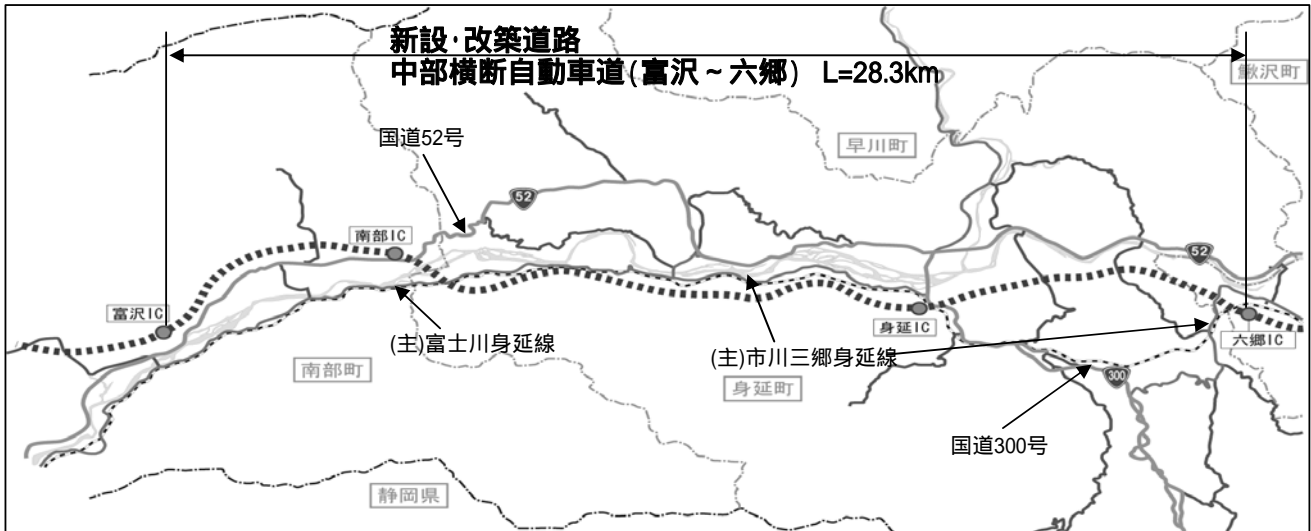 新設・改築道路
中部横断自動車道(富沢~六郷) L=28.3km
鰍沢町
国道52号
早川町
52
南部IC
52
富沢IC
(主)富士川身延線
身延IC
六郷IC
(主)市川三郷身延線
南部町
身延町
300
国道300号
静岡県